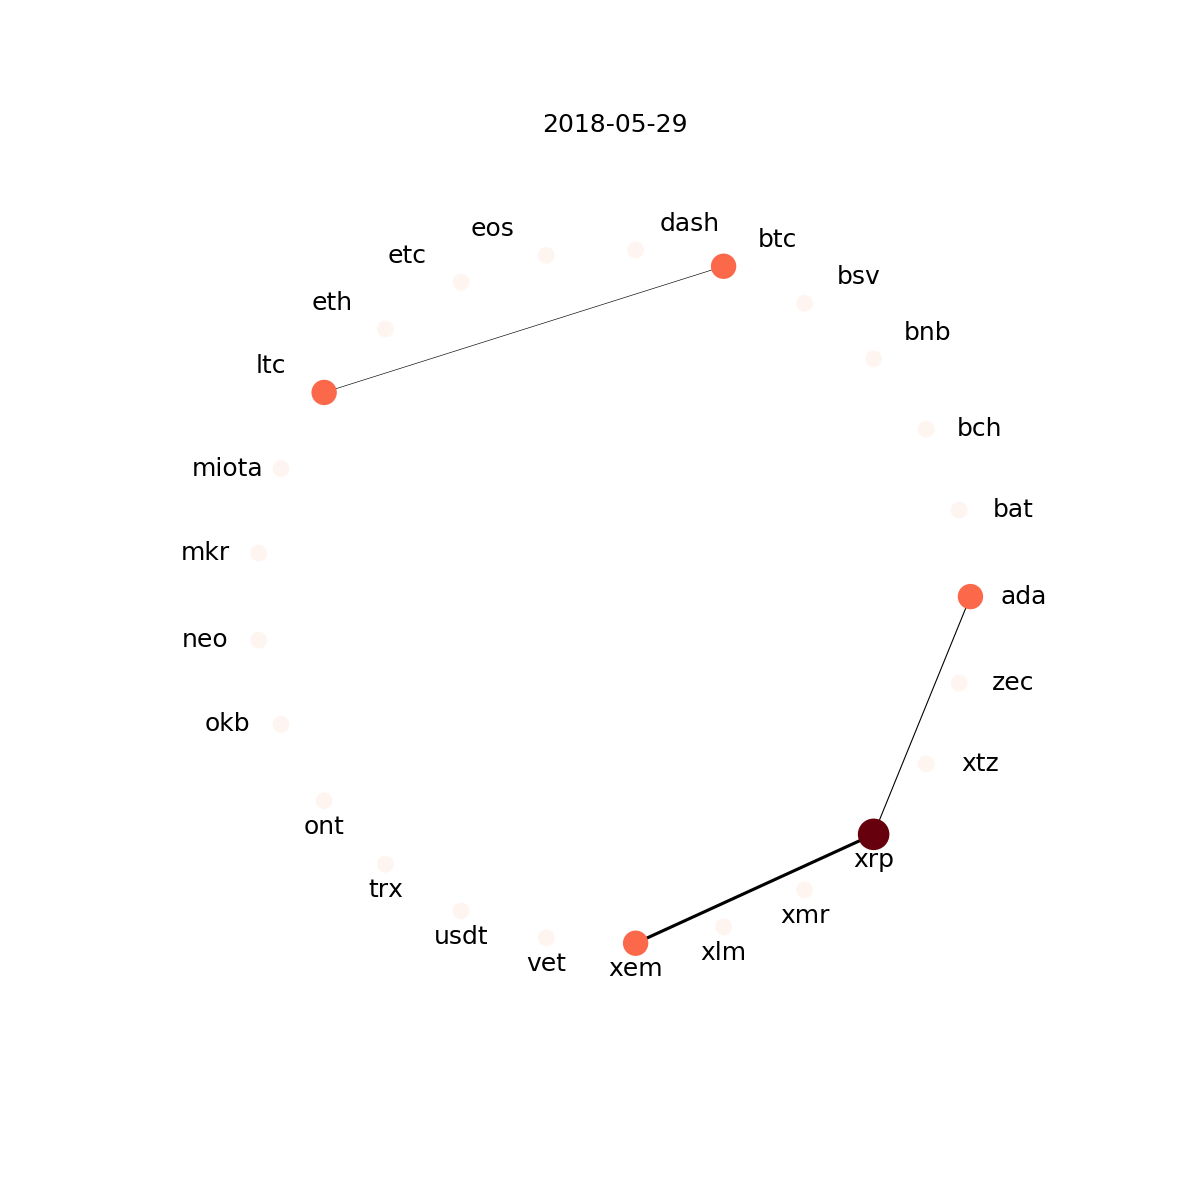 2018-05-29
dash
eos
btc
etc
bsv
eth
bnb
ltc
bch
miota
bat
mkr
ada
neo
zec
okb
xtz
ont
xrp
trx
xmr
usdt
xlm
vet
xem